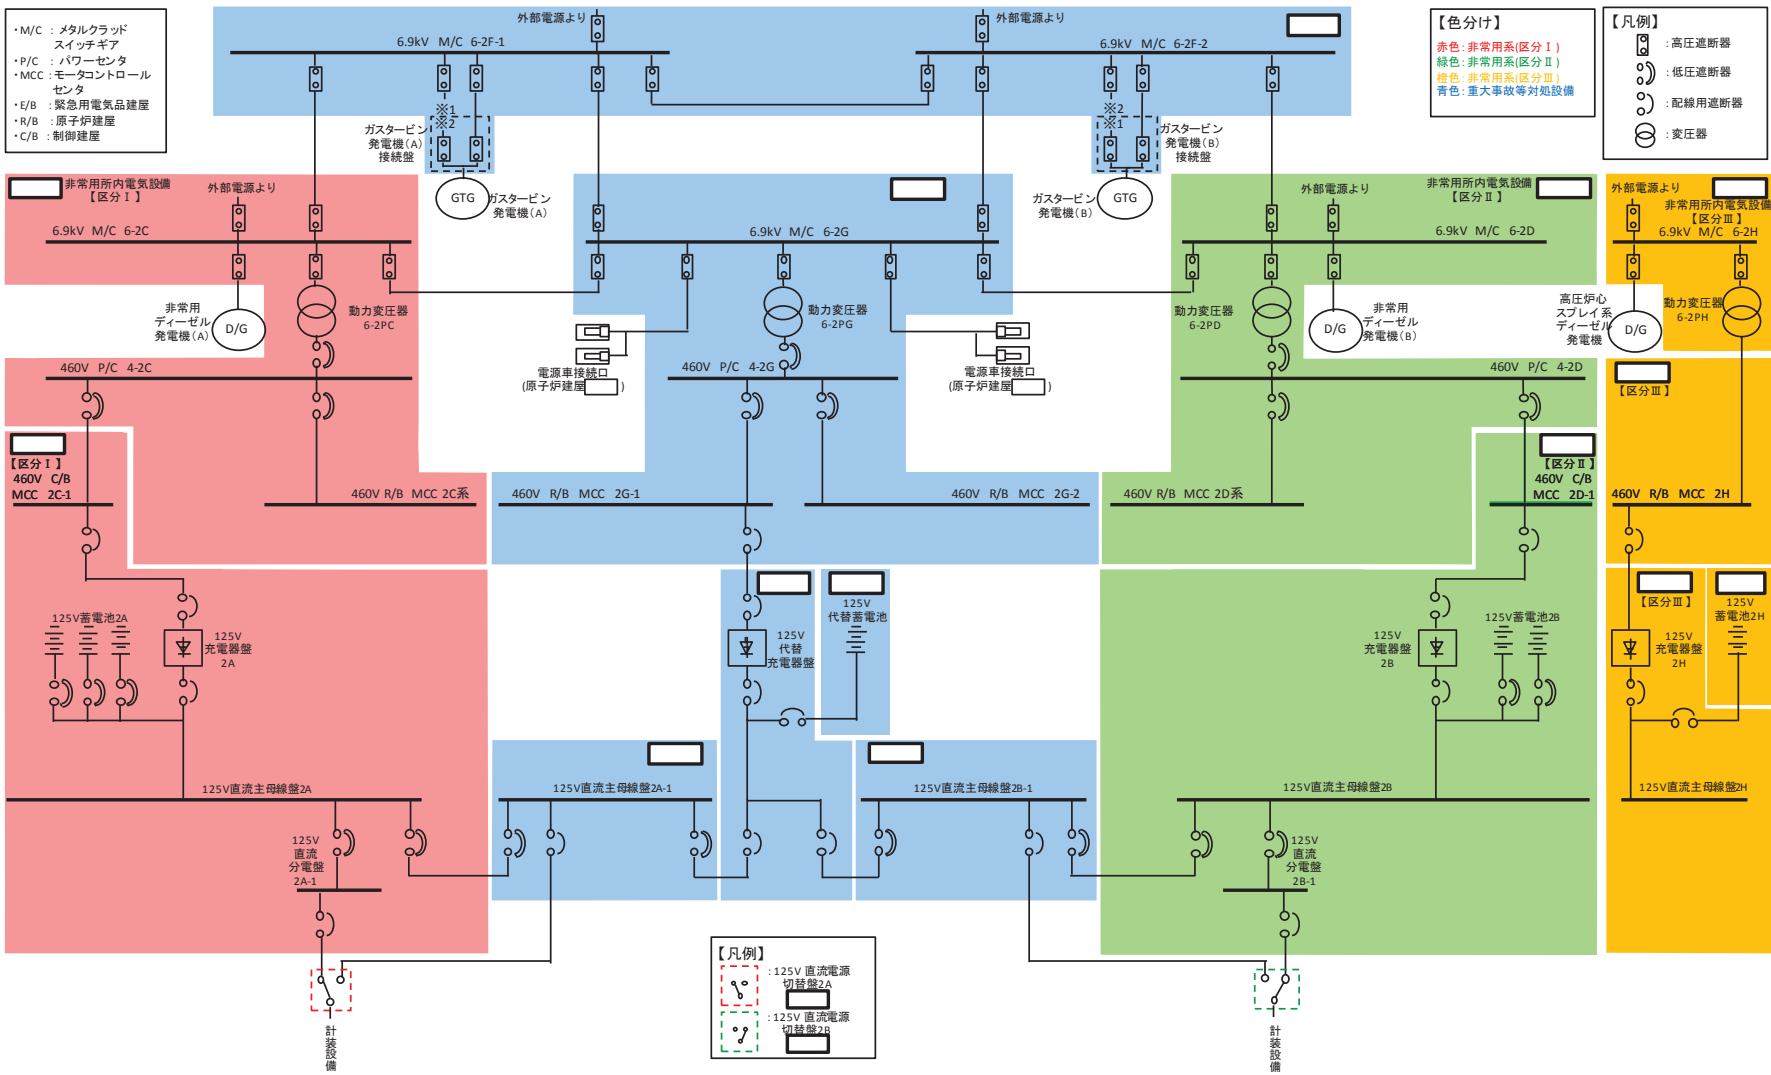 ・M/C : メタルクラッド
スイッチギア
・P/C : パワーセンタ
・MCC : モータコントロール
センタ
・E/B : 緊急用電気品建屋
・R/B : 原子炉建屋
・C/B : 制御建屋
外部電源より
外部電源より
6.9kV M/C 6-2F-1
6.9kV M/C 6-2F-2
【色分け】
赤色:非常用系(区分Ⅰ)
緑色:非常用系(区分Ⅱ)
橙色:非常用系(区分Ⅲ)
青色:重大事故等対処設備
【凡例】
:高圧遮断器
:低圧遮断器
:配線用遮断器
:変圧器
※1
※2
ガスタービン
発電機(A)
接続盤
GTG
ガスタービン
発電機(A)
※2
※1
ガスタービン
発電機(B)
接続盤
ガスタービン
発電機(B)
GTG
非常用所内電気設備
【区分Ⅰ】
外部電源より
6.9kV M/C 6-2C
非常用
ディーゼル
発電機(A)
D/G
動力変圧器
6-2PC
460V P/C 4-2C
6.9kV M/C 6-2G
動力変圧器
6-2PG
460V P/C 4-2G
電源車接続口
(原子炉建屋 )
電源車接続口
(原子炉建屋 )
外部電源より
非常用所内電気設備
【区分Ⅱ】
6.9kV M/C 6-2D
動力変圧器
6-2PD
D/G
非常用
ディーゼル
発電機(B)
460V P/C 4-2D
外部電源より
非常用所内電気設備
【区分Ⅲ】
6.9kV M/C 6-2H
高圧炉心
スプレイ系
ディーゼル
発電機
D/G
動力変圧器
6-2PH
【区分Ⅲ】
【区分Ⅰ】
460V C/B
MCC 2C-1
460V R/B MCC 2C系
460V R/B MCC 2G-1
460V R/B MCC 2G-2
460V R/B MCC 2D系
【区分Ⅱ】
460V C/B
MCC 2D-1
460V R/B MCC 2H
125V蓄電池2A
125V
充電器盤
2A
125V
代替
充電器盤
125V
代替蓄電池
125V
充電器盤
2B
125V蓄電池2B
【区分Ⅲ】
125V
充電器盤
2H
125V
蓄電池2H
125V直流主母線盤2A
125V直流主母線盤2A-1
125V直流主母線盤2B-1
125V直流主母線盤2B
125V直流主母線盤2H
125V
直流
分電盤
2A-1
125V
直流
分電盤
2B-1
計装設備
【凡例】
:125V 直流電源
切替盤2A
:125V 直流電源
切替盤2B
計装設備